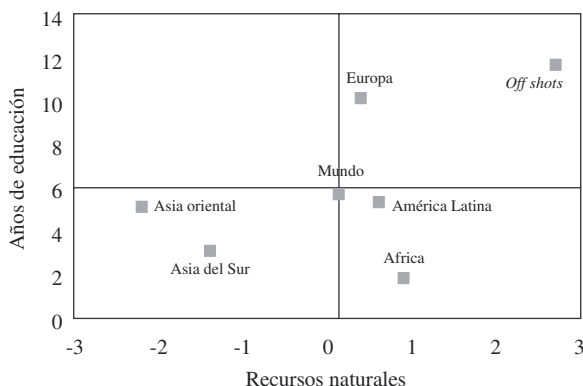 14
12
10
8
6
4
2
0
Años de educación
Europa
Off shots
Mundo
Asia oriental
América Latina
Asia del Sur
Africa
-3 -2 -1 0 1 2 3
Recursos naturales